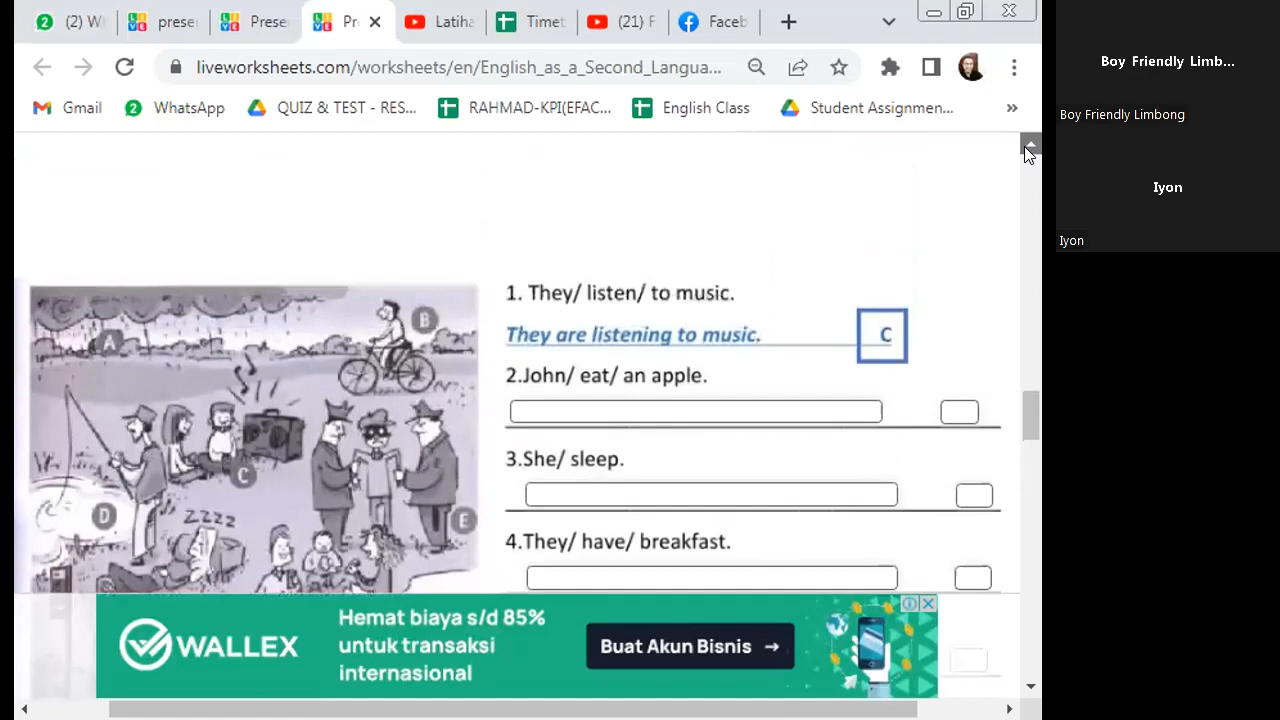 2 (2) W
prese
Prese
Pr
Latiha
Timet
(21) F
Faceb
liveworksheets.com/worksheets/en/English_as_a_Second_Langua...
Gmail
2 WhatsApp
QUIZ & TEST - RES...
RAHMAD-KPI(EFAC...
English Class
Student Assignmen...
»
Boy Friendly Limb...
Boy Friendly Limbong
Iyon
Iyon
A
B
C
D
E
ZZZZ
1. They/ listen/ to music.
They are listening to music. C
2.John/ eat/ an apple.
3.She/ sleep.
4.They/ have/ breakfast.
WALLEX
Hemat biaya s/d 85%
untuk transaksi
internasional
Buat Akun Bisnis →